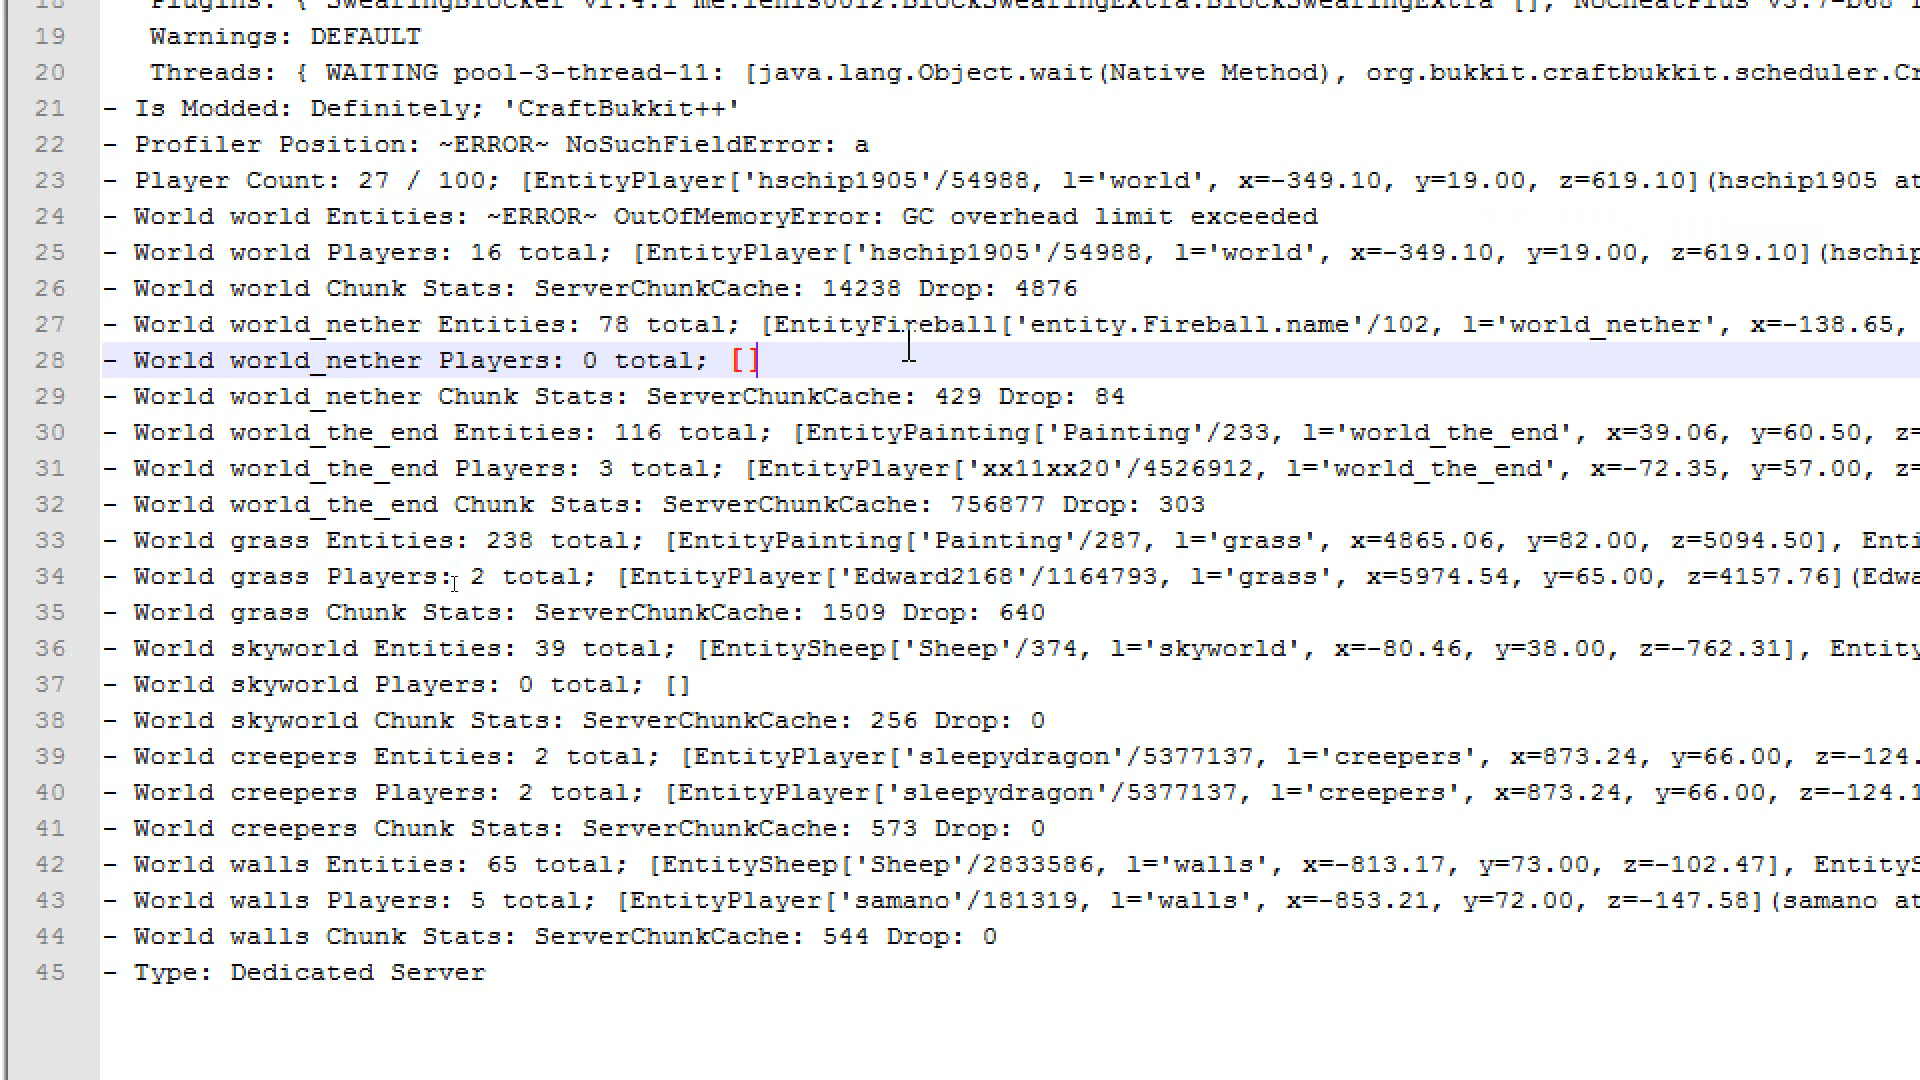 18 Plugins: { SwearingBlocker v1.4.1 me.lenis0012.BlockSwearingExtra.BlockSwearingExtra [], NoCheatPlus v3.7-b68
19 Warnings: DEFAULT
20 Threads: { WAITING pool-3-thread-11: [java.lang.Object.wait(Native Method), org.bukkit.craftbukkit.scheduler.Cr
21 - Is Modded: Definitely; 'CraftBukkit++'
22 - Profiler Position: ~ERROR~ NoSuchFieldError: a
23 - Player Count: 27 / 100; [EntityPlayer['hschip1905'/54988, l='world', x=-349.10, y=19.00, z=619.10](hschip1905 at
24 - World world Entities: ~ERROR~ OutOfMemoryError: GC overhead limit exceeded
25 - World world Players: 16 total; [EntityPlayer['hschip1905'/54988, l='world', x=-349.10, y=19.00, z=619.10](hschip
26 - World world Chunk Stats: ServerChunkCache: 14238 Drop: 4876
27 - World world_nether Entities: 78 total; [EntityFireball['entity.Fireball.name'/102, l='world_nether', x=-138.65,
28 - World world_nether Players: 0 total; []
29 - World world_nether Chunk Stats: ServerChunkCache: 429 Drop: 84
30 - World world_the_end Entities: 116 total; [EntityPainting['Painting'/233, l='world_the_end', x=39.06, y=60.50, z=
31 - World world_the_end Players: 3 total; [EntityPlayer['xx11xx20'/4526912, l='world_the_end', x=-72.35, y=57.00, z=
32 - World world_the_end Chunk Stats: ServerChunkCache: 756877 Drop: 303
33 - World grass Entities: 238 total; [EntityPainting['Painting'/287, l='grass', x=4865.06, y=82.00, z=5094.50], Enti
34 - World grass Players: 2 total; [EntityPlayer['Edward2168'/1164793, l='grass', x=5974.54, y=65.00, z=4157.76](Edwa
35 - World grass Chunk Stats: ServerChunkCache: 1509 Drop: 640
36 - World skyworld Entities: 39 total; [EntitySheep['Sheep'/374, l='skyworld', x=-80.46, y=38.00, z=-762.31], Entity
37 - World skyworld Players: 0 total; []
38 - World skyworld Chunk Stats: ServerChunkCache: 256 Drop: 0
39 - World creepers Entities: 2 total; [EntityPlayer['sleepydragon'/5377137, l='creepers', x=873.24, y=66.00, z=-124.
40 - World creepers Players: 2 total; [EntityPlayer['sleepydragon'/5377137, l='creepers', x=873.24, y=66.00, z=-124.1
41 - World creepers Chunk Stats: ServerChunkCache: 573 Drop: 0
42 - World walls Entities: 65 total; [EntitySheep['Sheep'/2833586, l='walls', x=-813.17, y=73.00, z=-102.47], EntityS
43 - World walls Players: 5 total; [EntityPlayer['samano'/181319, l='walls', x=-853.21, y=72.00, z=-147.58](samano at
44 - World walls Chunk Stats: ServerChunkCache: 544 Drop: 0
45 - Type: Dedicated Server